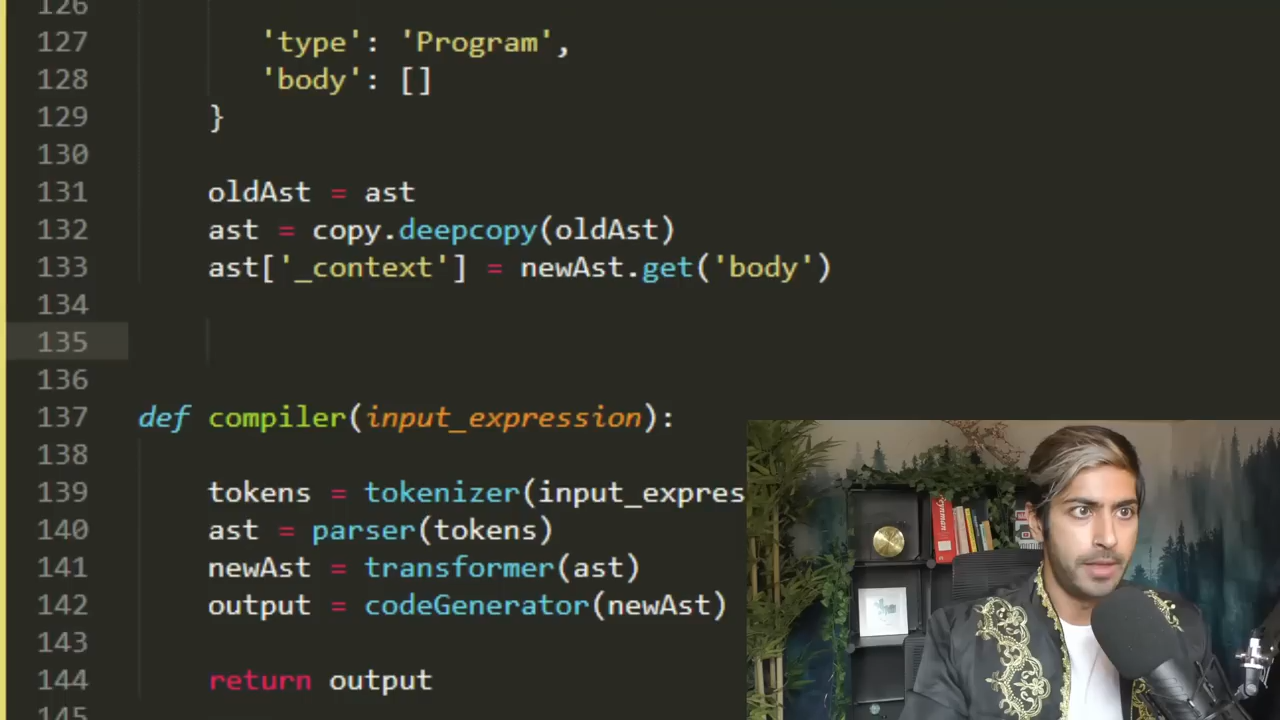 126
127 'type': 'Program',
128 'body': []
129 }
130
131 oldAst = ast
132 ast = copy.deepcopy(oldAst)
133 ast['_context'] = newAst.get('body')
134
135
136
137 def compiler(input_expression):
138
139 tokens = tokenizer(input_expres
140 ast = parser(tokens)
141 newAst = transformer(ast)
142 output = codeGenerator(newAst)
143
144 return output
145